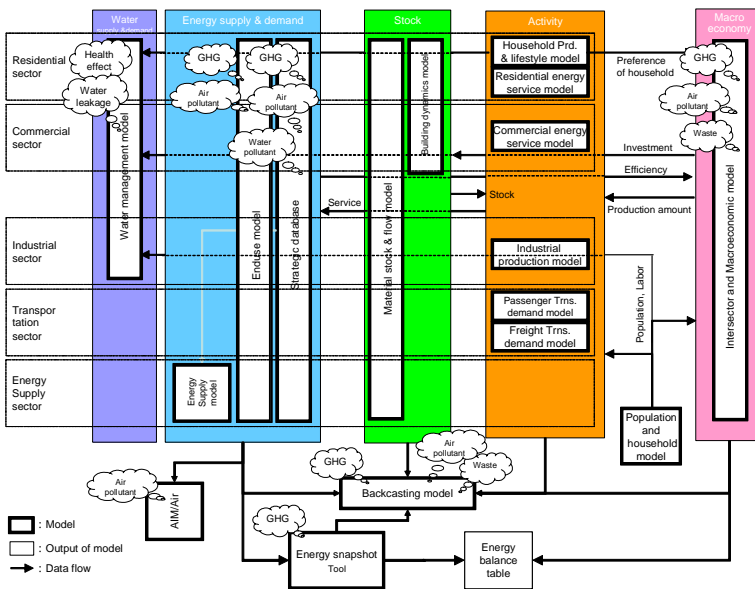 Water
supply &demand
Energy supply & demand
Stock
Activity
Macro
economy
Residential
sector
Commercial
sector
Industrial
sector
Transpor
tation
sector
Energy
Supply
sector
Health
effect
Water
leakage
Water management model
GHG
GHG
Air
pollutant
Air
pollutant
Water
pollutant
Enduse model
Strategic database
Energy
Supply
model
Service
Material stock & flow model
Building dynamics model
Stock
Household Prd.
& lifestyle model
Residential energy
service model
Commercial energy
service model
Industrial
production model
Passenger Trns.
demand model
Freight Trns.
demand model
Preference
of household
Investment
Efficiency
Production amount
Population, Labor
Population and
household
model
GHG
Air
pollutant
Waste
Intersector and Macroeconomic model
Air
pollutant
AIM/Air
GHG
Air
pollutant
Waste
Backcasting model
GHG
Energy snapshot
Tool
Energy
balance
table
: Model
: Output of model
: Data flow